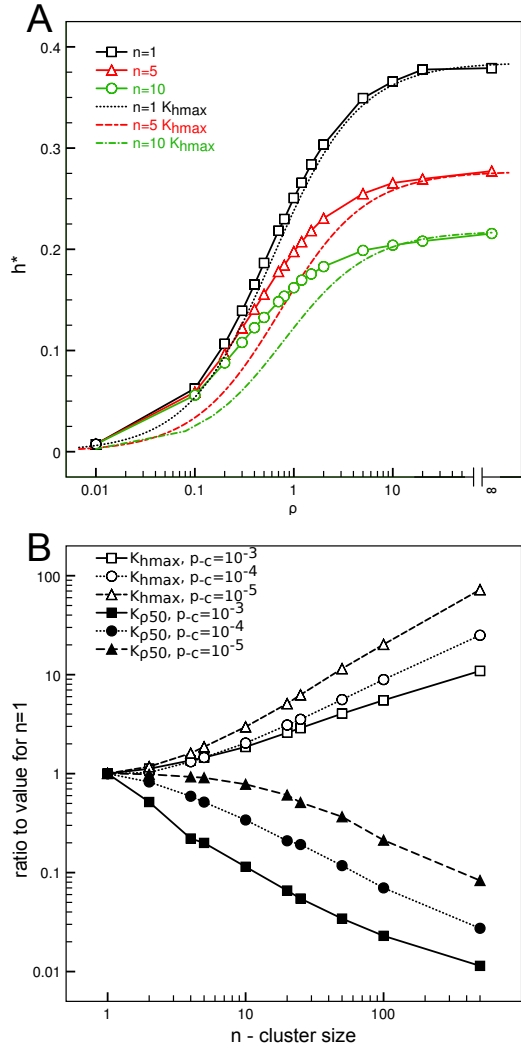 A
0.4
n=1
n=5
n=10
n=1 Khmax
n=5 Khmax
n=10 Khmax
0.3
h*
0.2
0.1
0
0.01 0.1 1 10 ∞
ρ
B
Khmax, p-c=10-3
Khmax, p-c=10-4
Khmax, p-c=10-5
Kρ50, p-c=10-3
Kρ50, p-c=10-4
Kρ50, p-c=10-5
100
10
ratio to value for n=1
1
0.1
0.01
1 10 100
n - cluster size